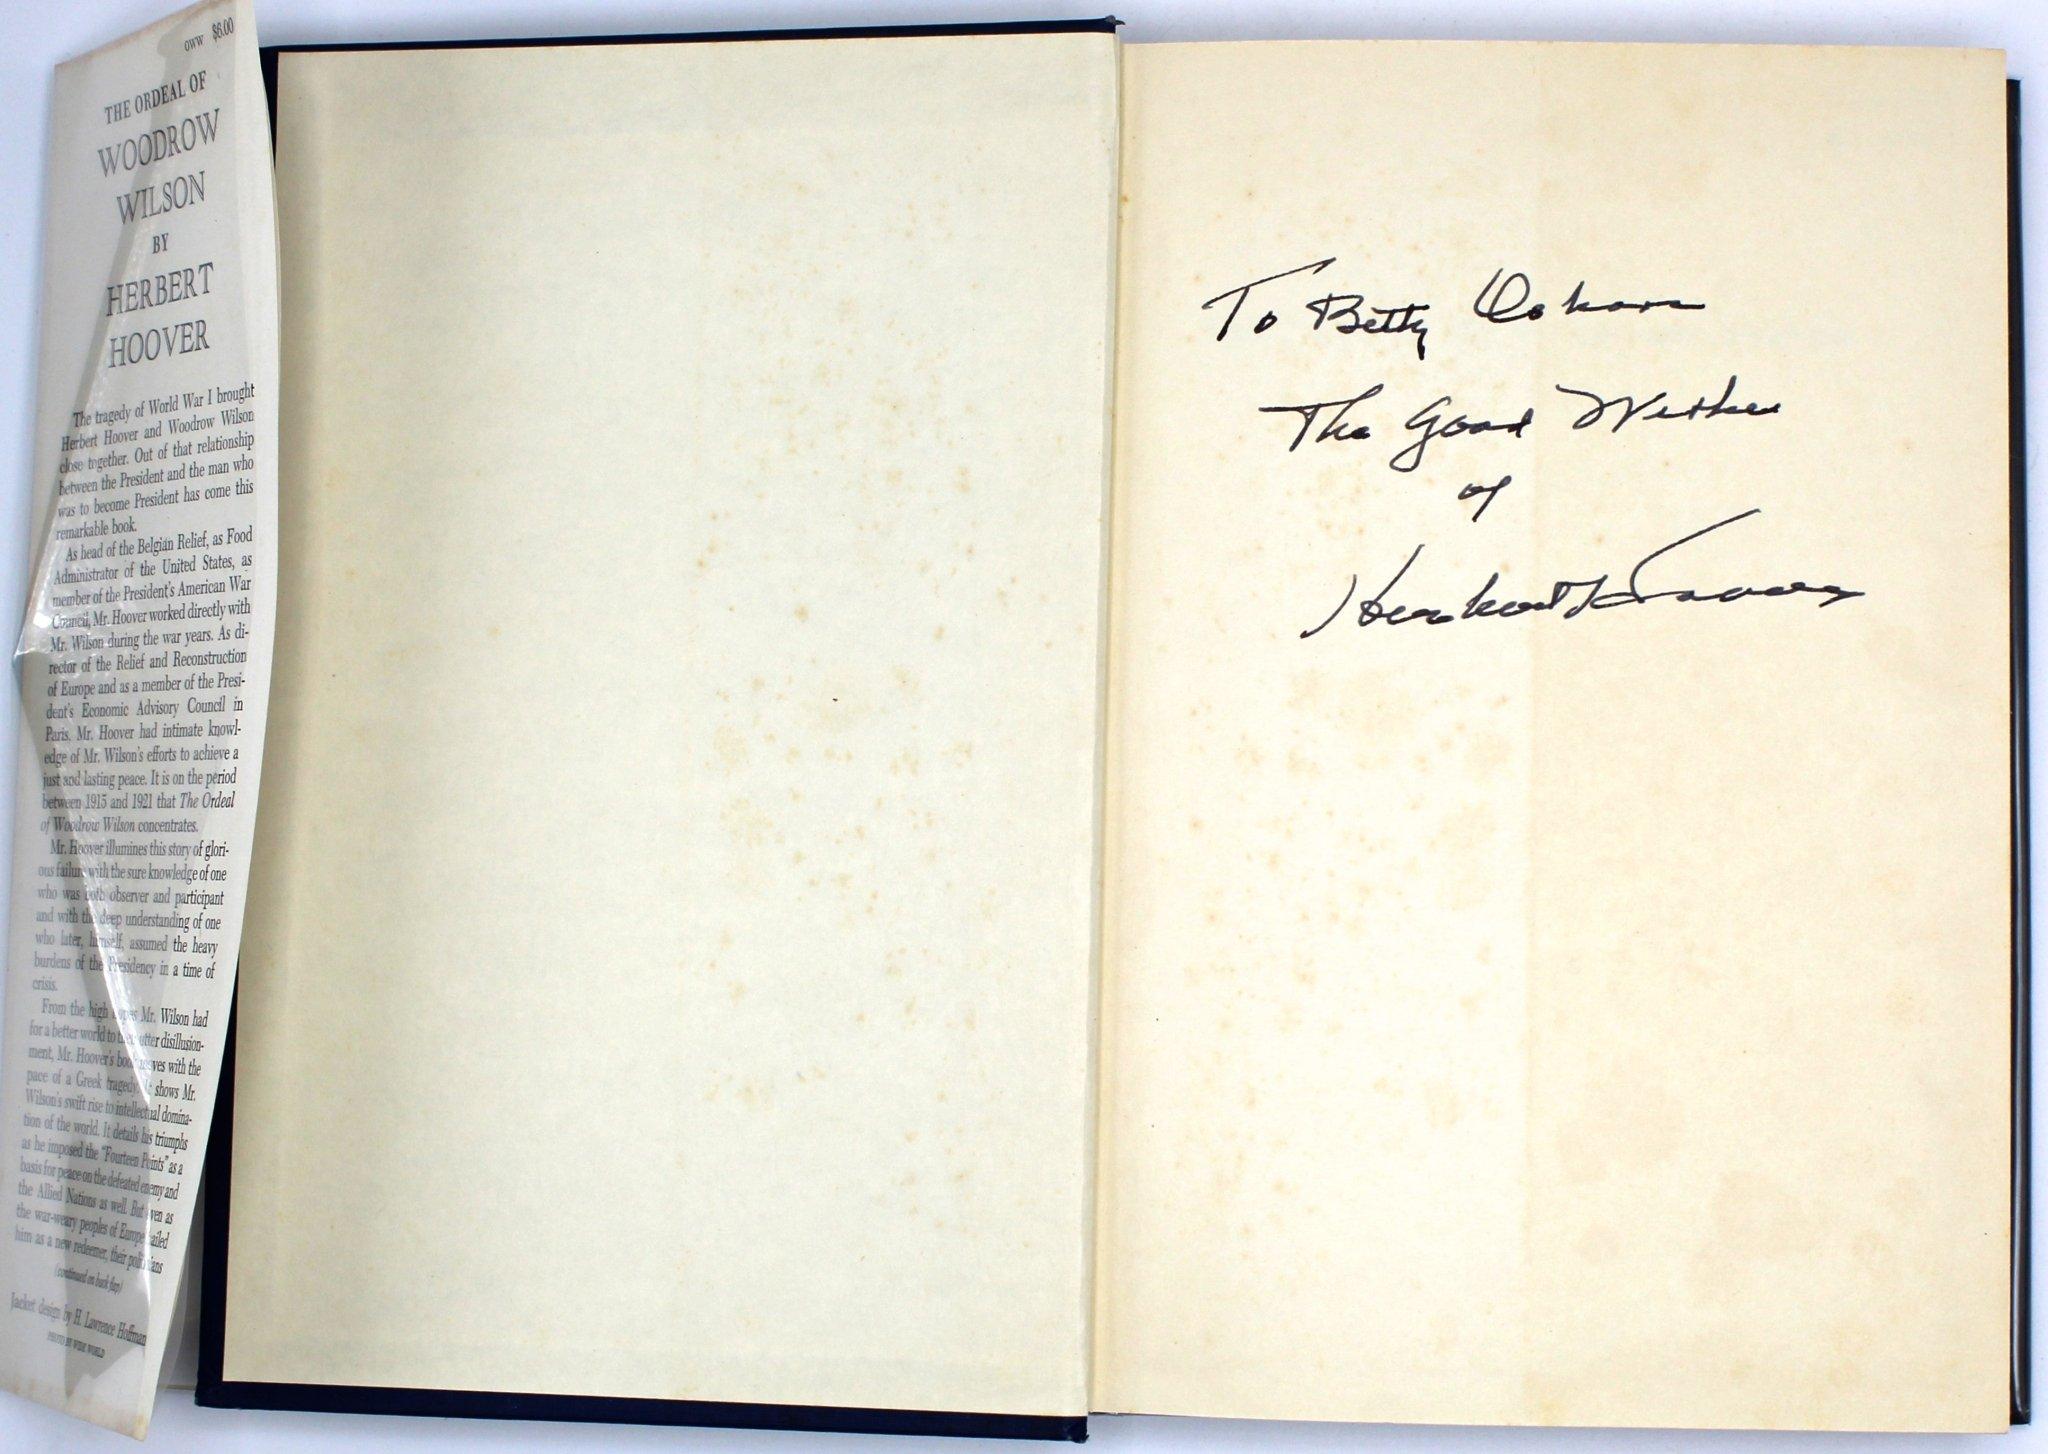 OWW $6.00
THE ORDEAL OF
WOODROW
WILSON
BY
HERBERT
HOOVER
The tragedy of World War I brought
Herbert Hoover and Woodrow Wilson
close together. Out of that relationship
between the President and the man who
was to become President has come this
remarkable book.
As head of the Belgian Relief, as Food
Administrator of the United States, as
member of the President's American War
Council, Mr. Hoover worked directly with
Mr. Wilson during the war years. As di-
rector of the Relief and Reconstruction
of Europe and as a member of the Presi-
dent's Economic Advisory Council in
Paris, Mr. Hoover had intimate knowl-
edge of Mr. Wilson's efforts to achieve a
just and lasting peace. It is on the period
between 1915 and 1921 that The Ordeal
of Woodrow Wilson concentrates.
Mr. Hoover illumines this story of glori-
ous failure with the sure knowledge of one
who was both observer and participant
and with the deep understanding of one
who later, himself, assumed the heavy
burdens of the Presidency in a time of
crisis.
From the high hopes Mr. Wilson had
for a better world to their utter disillusion-
ment, Mr. Hoover's book moves with the
pace of a Greek tragedy. It shows Mr.
Wilson's swift rise to intellectual domina-
tion of the world. It details his triumphs
as he imposed the "Fourteen Points" as a
basis for peace on the defeated enemy and
the Allied Nations as well. But even as
the war-weary peoples of Europe hailed
him as a new redeemer, their politicians
(continued on back flap)
Jacket design by H. Lawrence Hoffman
PHOTO BY WIDE WORLD
To Betty
The Good Wishes
of
Herbert Hoover